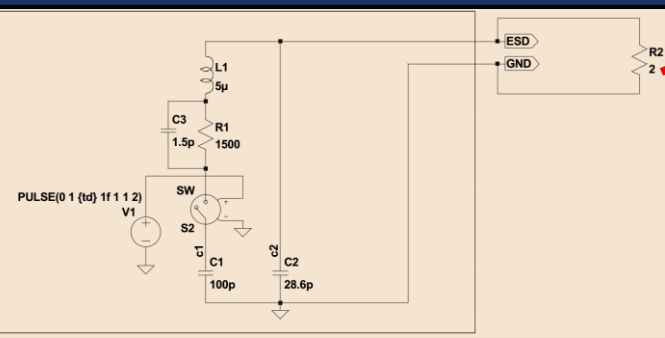 ESD
GND
R2
2
L1
5µ
C3
1.5p
R1
1500
PULSE(0 1 {td} 1f 1 1 2)
V1
SW
S2
+
-
+
-
c1
C1
100p
c2
C2
28.6p